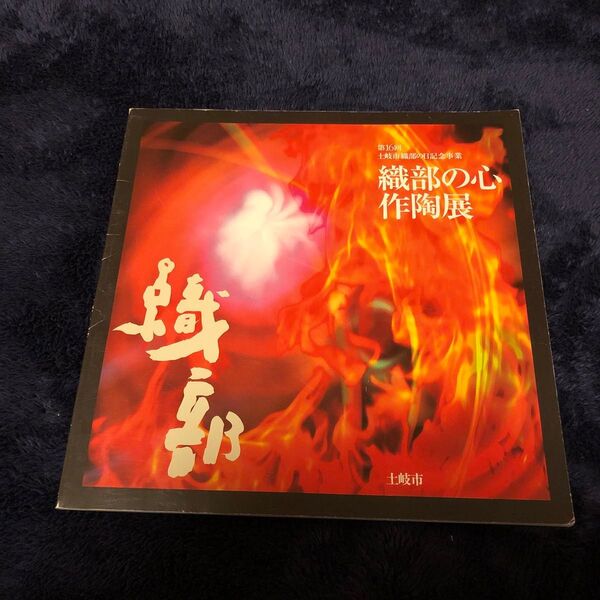 第16回
土岐市織部の日記念事業
織部の心
作陶展
織部
土岐市